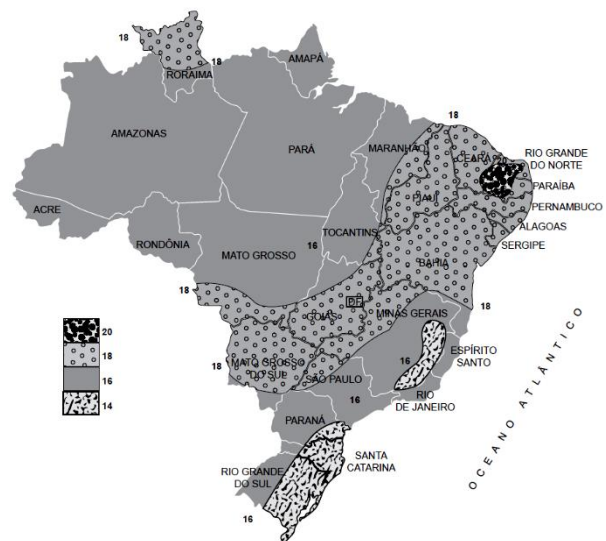 18
18
RORAIMA
AMAPÁ
AMAZONAS
PARÁ
MARANHÃO
18
CEARÁ
RIO GRANDE
DO NORTE
PARAÍBA
PIAUÍ
PERNAMBUCO
ACRE
ALAGOAS
TOCANTINS
RONDÔNIA
SERGIPE
MATO GROSSO
16
BAHIA
18
DF
GOIÁS
MINAS GERAIS
18
20
18
16
14
18
MATO GROSSO
DO SUL
SÃO PAULO
16
ESPÍRITO
SANTO
16
RIO
DE JANEIRO
PARANÁ
SANTA
CATARINA
RIO GRANDE
DO SUL
16
OCEANO ATLÂNTICO